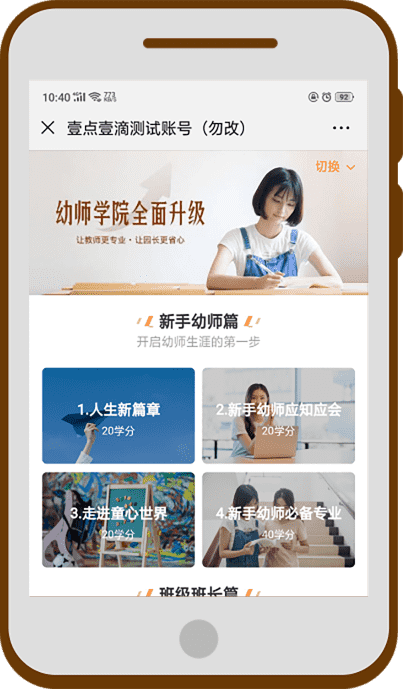 10:40
92
壹点壹滴测试账号（勿改）
切换
幼师学院全面升级
让教师更专业·让园长更省心
新手幼师篇
开启幼师生涯的第一步
1.人生新篇章
20学分
2.新手幼师应知应会
20学分
3.走进童心世界
20学分
4.新手幼师必备专业
40学分
班级班长篇